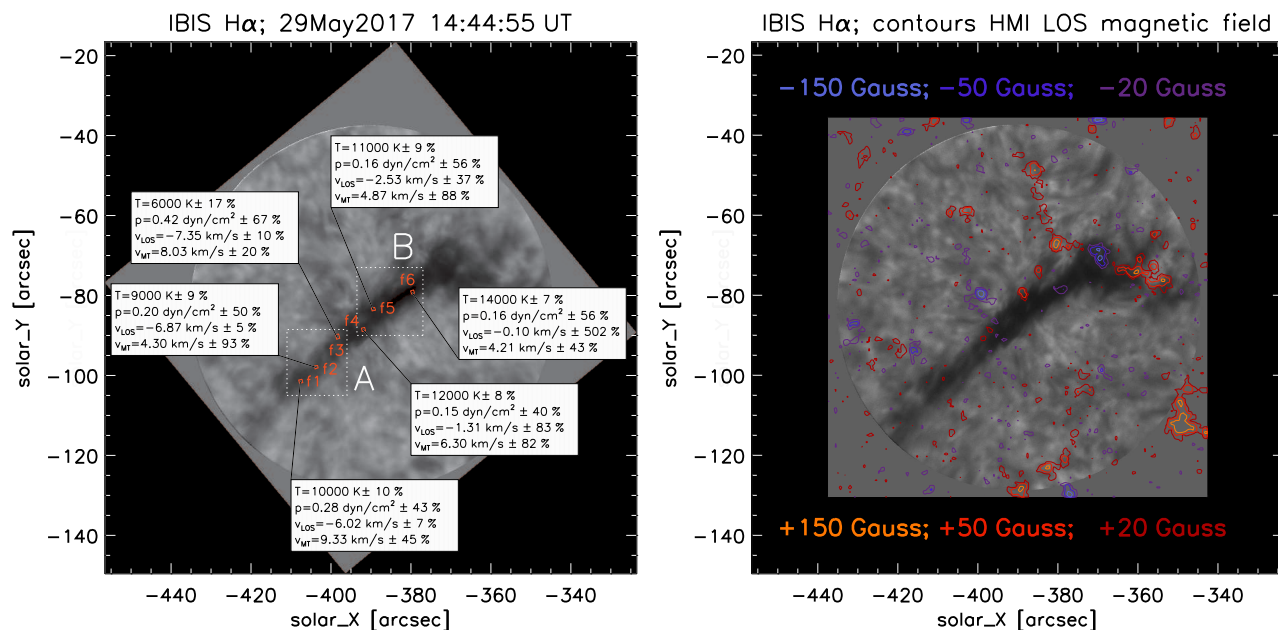 IBIS Hα; 29May2017 14:44:55 UT
T=11000 K± 9 %
p=0.16 dyn/cm² ± 56 %
vLOS=−2.53 km/s ± 37 %
vMT=4.87 km/s ± 88 %
T=6000 K± 17 %
p=0.42 dyn/cm² ± 67 %
vLOS=−7.35 km/s ± 10 %
vMT=8.03 km/s ± 20 %
T=9000 K± 9 %
p=0.20 dyn/cm² ± 50 %
vLOS=−6.87 km/s ± 5 %
vMT=4.30 km/s ± 93 %
T=14000 K± 7 %
p=0.16 dyn/cm² ± 56 %
vLOS=−0.10 km/s ± 502 %
vMT=4.21 km/s ± 43 %
T=12000 K± 8 %
p=0.15 dyn/cm² ± 40 %
vLOS=−1.31 km/s ± 83 %
vMT=6.30 km/s ± 82 %
T=10000 K± 10 %
p=0.28 dyn/cm² ± 43 %
vLOS=−6.02 km/s ± 7 %
vMT=9.33 km/s ± 45 %
B
f6
f5
f4
f3
f2
f1
A
−20
−40
−60
−80
−100
−120
−140
solar_Y [arcsec]
−440 −420 −400 −380 −360 −340
solar_X [arcsec]
IBIS Hα; contours HMI LOS magnetic field
−150 Gauss; −50 Gauss; −20 Gauss
+150 Gauss; +50 Gauss; +20 Gauss
−20
−40
−60
−80
−100
−120
−140
solar_Y [arcsec]
−440 −420 −400 −380 −360 −340
solar_X [arcsec]